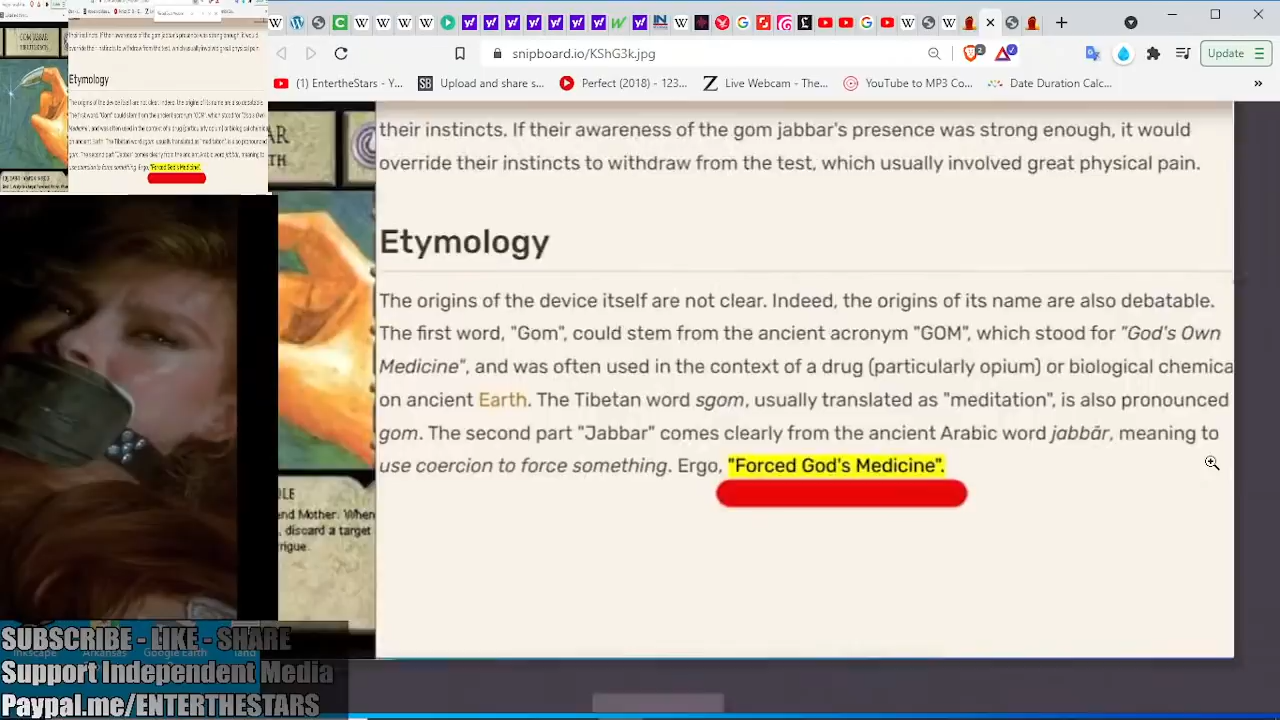 snipboard.io/KShG3k.jpg
Update
(1) EntertheStars - Y...
Upload and share s...
Perfect (2018) - 123...
Live Webcam - The...
YouTube to MP3 Co...
Date Duration Calc...
»
their instincts. If their awareness of the gom jabbar's presence was strong enough, it would
override their instincts to withdraw from the test, which usually involved great physical pain.
Etymology
The origins of the device itself are not clear. Indeed, the origins of its name are also debatable.
The first word, "Gom", could stem from the ancient acronym "GOM", which stood for "God's Own
Medicine", and was often used in the context of a drug (particularly opium) or biological chemica
on ancient Earth. The Tibetan word sgom, usually translated as "meditation", is also pronounced
gom. The second part "Jabbar" comes clearly from the ancient Arabic word jabbār, meaning to
use coercion to force something. Ergo, "Forced God's Medicine".
Etymology
nd Mother. When
, discard a target
rigue.
SUBSCRIBE - LIKE - SHARE
Support Independent Media
Paypal.me/ENTERTHESTARS